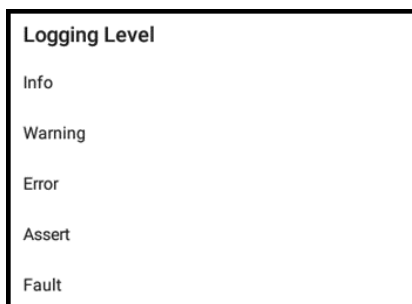 Logging Level
Info
Warning
Error
Assert
Fault